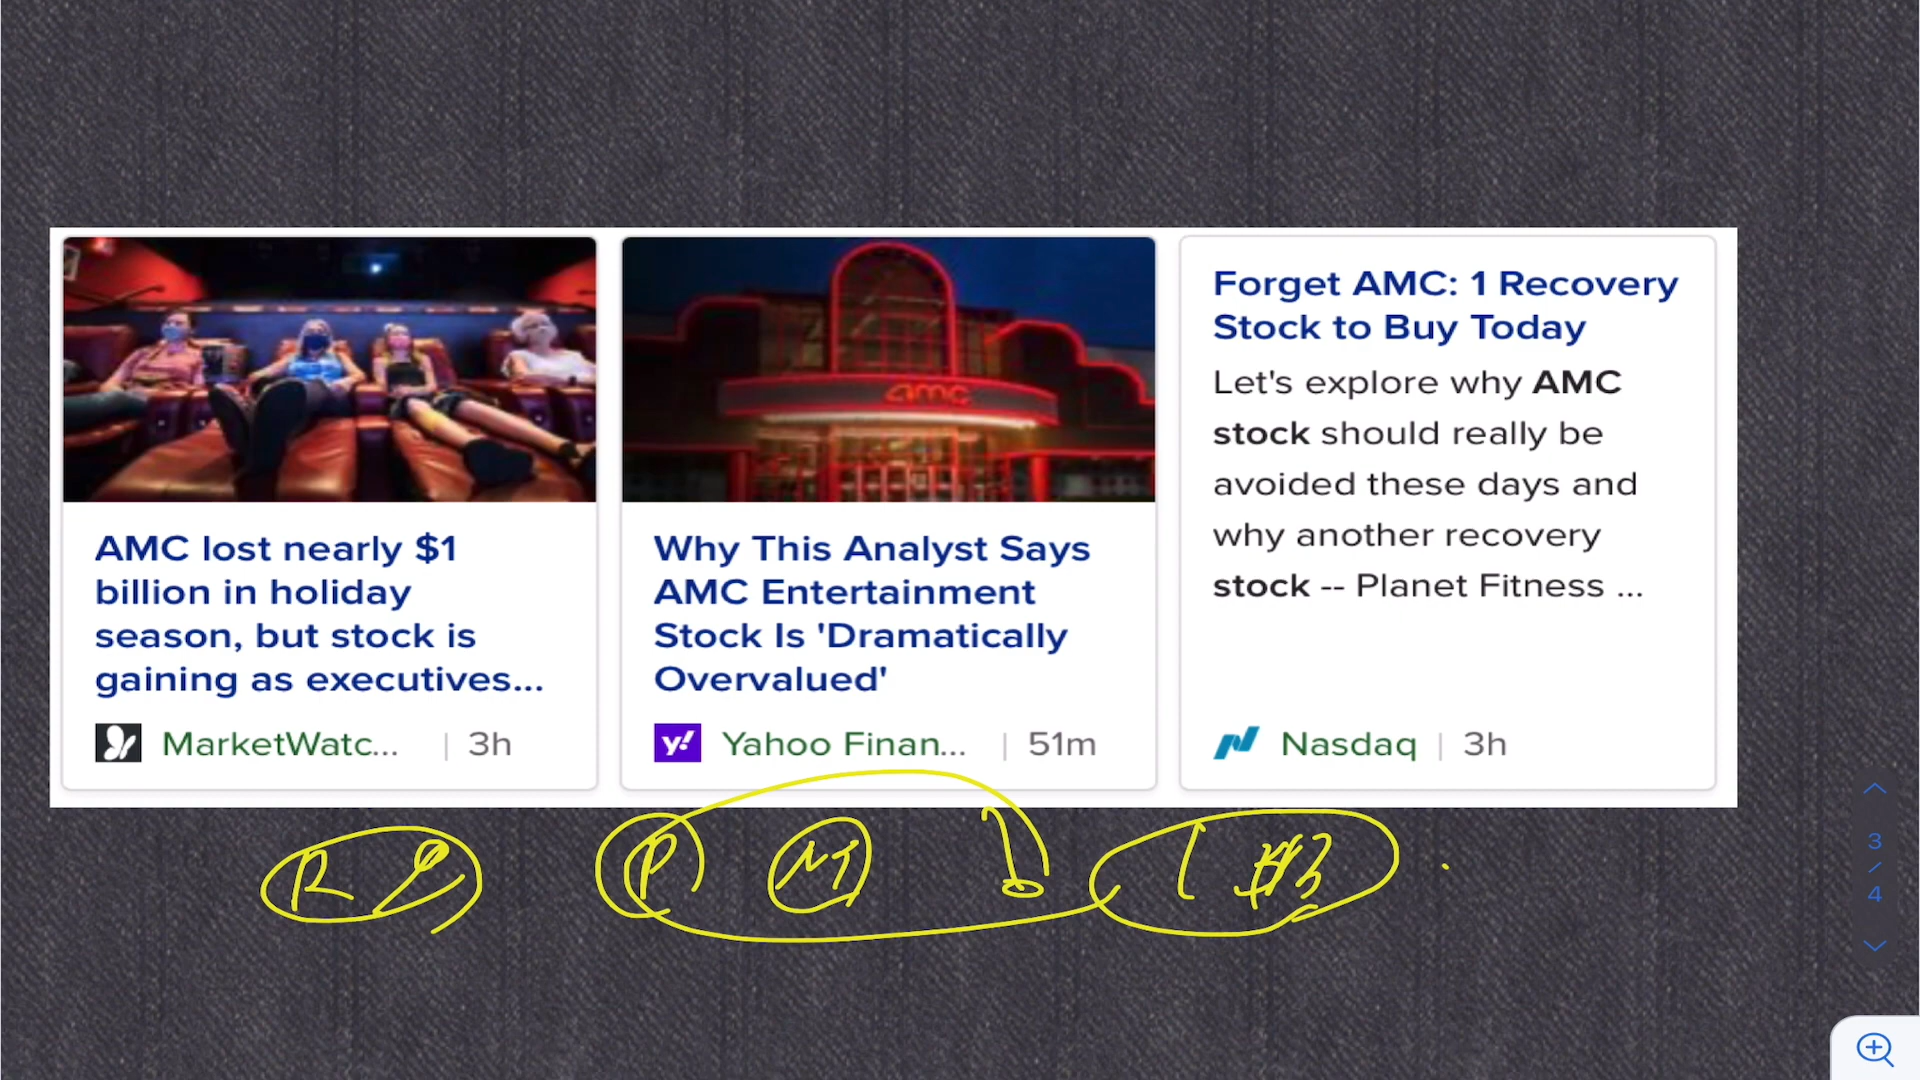 AMC lost nearly $1
billion in holiday
season, but stock is
gaining as executives...
MarketWatc... | 3h
amc
Why This Analyst Says
AMC Entertainment
Stock Is 'Dramatically
Overvalued'
y! Yahoo Finan... | 51m
Forget AMC: 1 Recovery
Stock to Buy Today
Let's explore why AMC
stock should really be
avoided these days and
why another recovery
stock -- Planet Fitness ...
Nasdaq | 3h
R
P
3
/
4